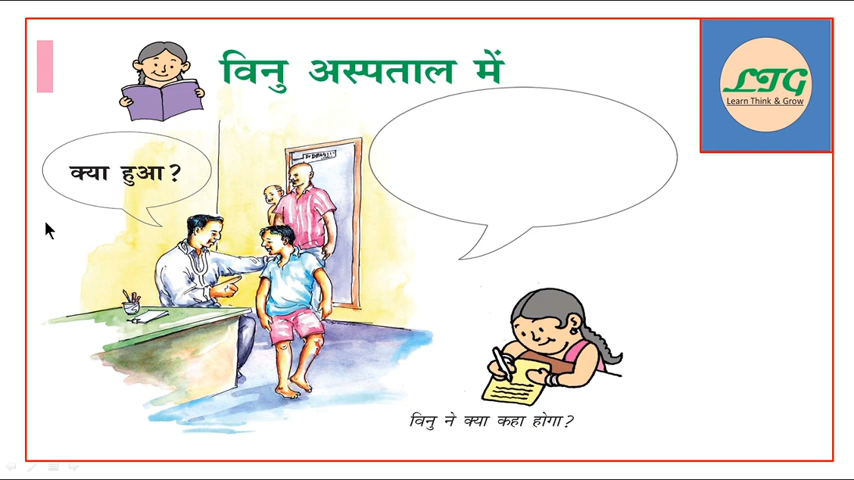 विनु अस्पताल में
LTG
Learn Think & Grow
क्या हुआ?
विनु ने क्या कहा होगा?